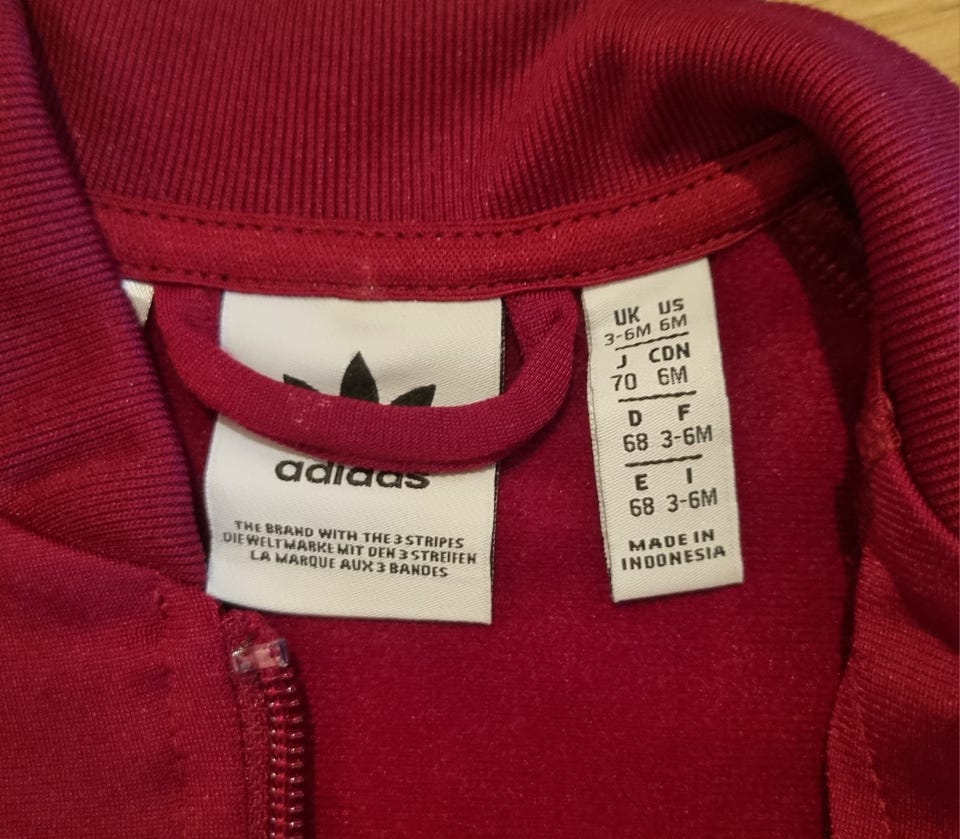 adidas
THE BRAND WITH THE 3 STRIPES
DIE WELTMARKE MIT DEN 3 STREIFEN
LA MARQUE AUX 3 BANDES
UK US
3-6M 6M
J CDN
70 6M
D F
68 3-6M
E I
68 3-6M
MADE IN
INDONESIA